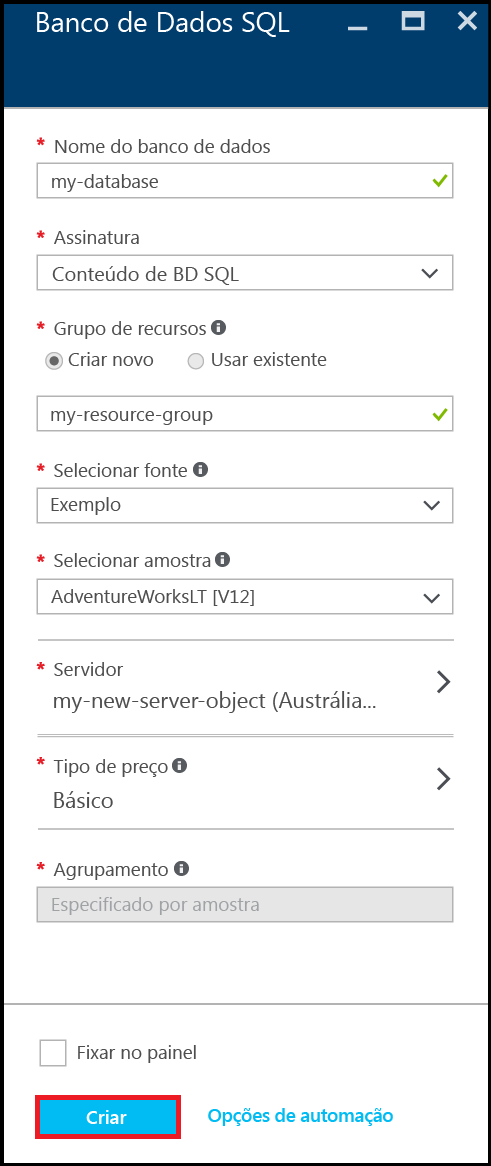 Banco de Dados SQL
* Nome do banco de dados
my-database
* Assinatura
Conteúdo de BD SQL
* Grupo de recursos
Criar novo Usar existente
my-resource-group
* Selecionar fonte
Exemplo
* Selecionar amostra
AdventureWorksLT [V12]
* Servidor
my-new-server-object (Austrália...
* Tipo de preço
Básico
* Agrupamento
Especificado por amostra
Fixar no painel
Criar Opções de automação